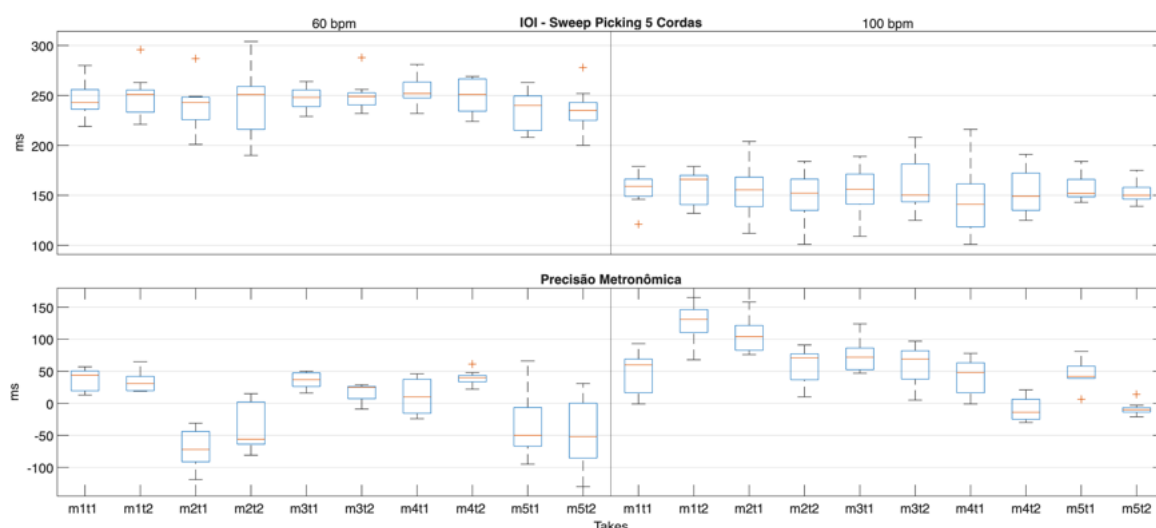 60 bpm IOI - Sweep Picking 5 Cordas 100 bpm
300
250
200
150
100
ms
Precisão Metronômica
150
100
50
0
-50
-100
ms
m1t1 m1t2 m2t1 m2t2 m3t1 m3t2 m4t1 m4t2 m5t1 m5t2 m1t1 m1t2 m2t1 m2t2 m3t1 m3t2 m4t1 m4t2 m5t1 m5t2
Takes